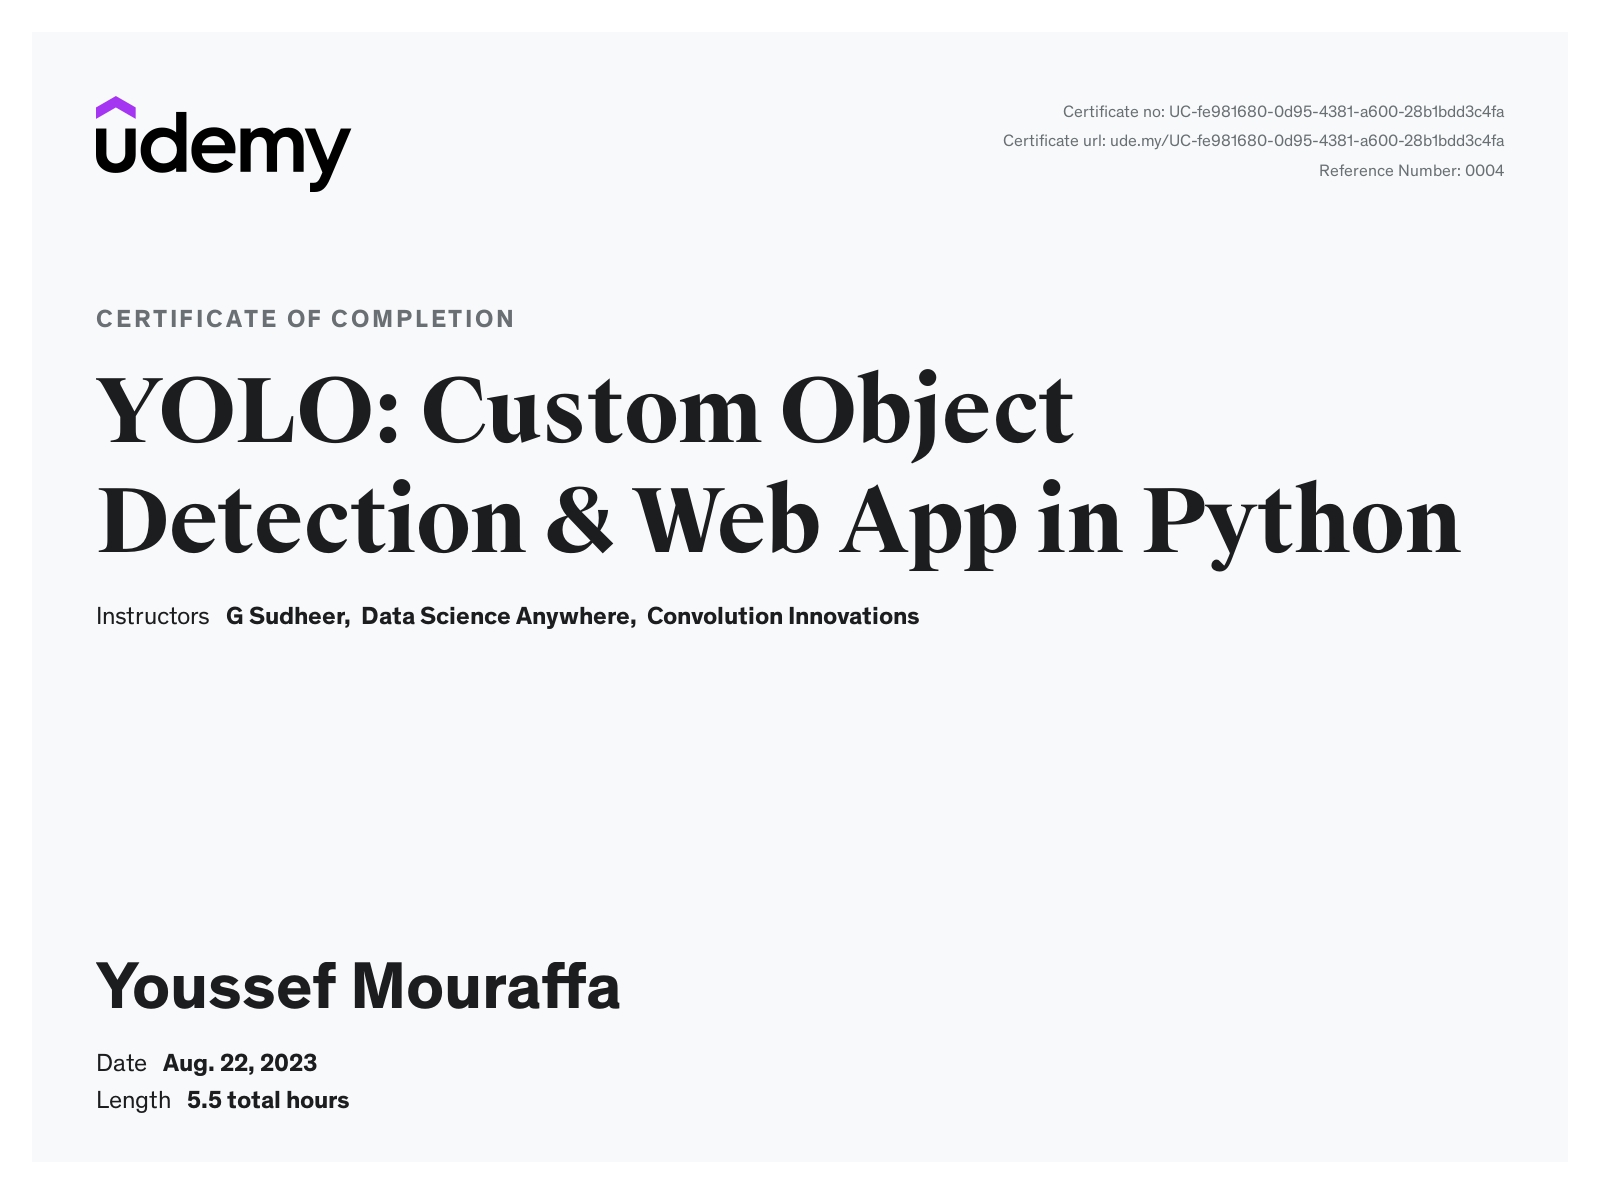 udemy
Certificate no: UC-fe981680-0d95-4381-a600-28b1bdd3c4fa
Certificate url: ude.my/UC-fe981680-0d95-4381-a600-28b1bdd3c4fa
Reference Number: 0004
CERTIFICATE OF COMPLETION
YOLO: Custom Object
Detection & Web App in Python
Instructors G Sudheer, Data Science Anywhere, Convolution Innovations
Youssef Mouraffa
Date Aug. 22, 2023
Length 5.5 total hours